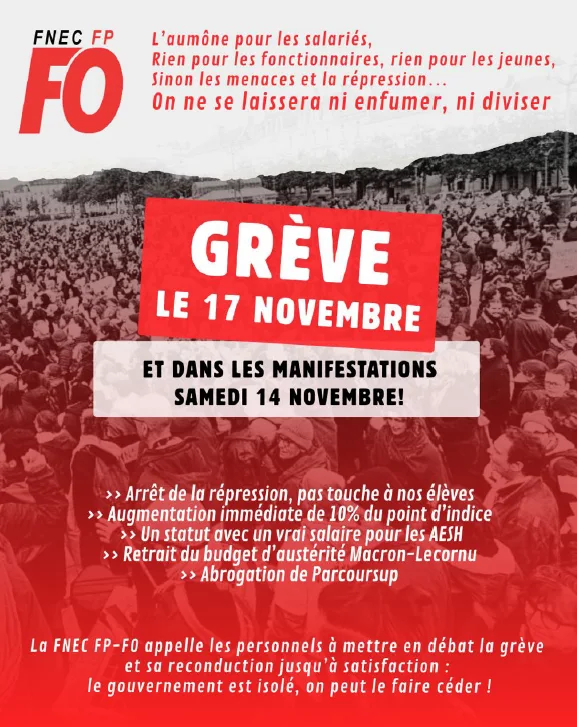 FNEC FP
FO
L'aumône pour les salariés,
Rien pour les fonctionnaires, rien pour les jeunes,
Sinon les menaces et la répression...
On ne se laissera ni enfumer, ni diviser
GRÈVE
LE 17 NOVEMBRE
ET DANS LES MANIFESTATIONS
SAMEDI 14 NOVEMBRE!
>> Arrêt de la répression, pas touche à nos élèves
>> Augmentation immédiate de 10% du point d'indice
>> Un statut avec un vrai salaire pour les AESH
>> Retrait du budget d'austérité Macron-Lecornu
>> Abrogation de Parcoursup
La FNEC FP-FO appelle les personnels à mettre en débat la grève
et sa reconduction jusqu'à satisfaction :
le gouvernement est isolé, on peut le faire céder !